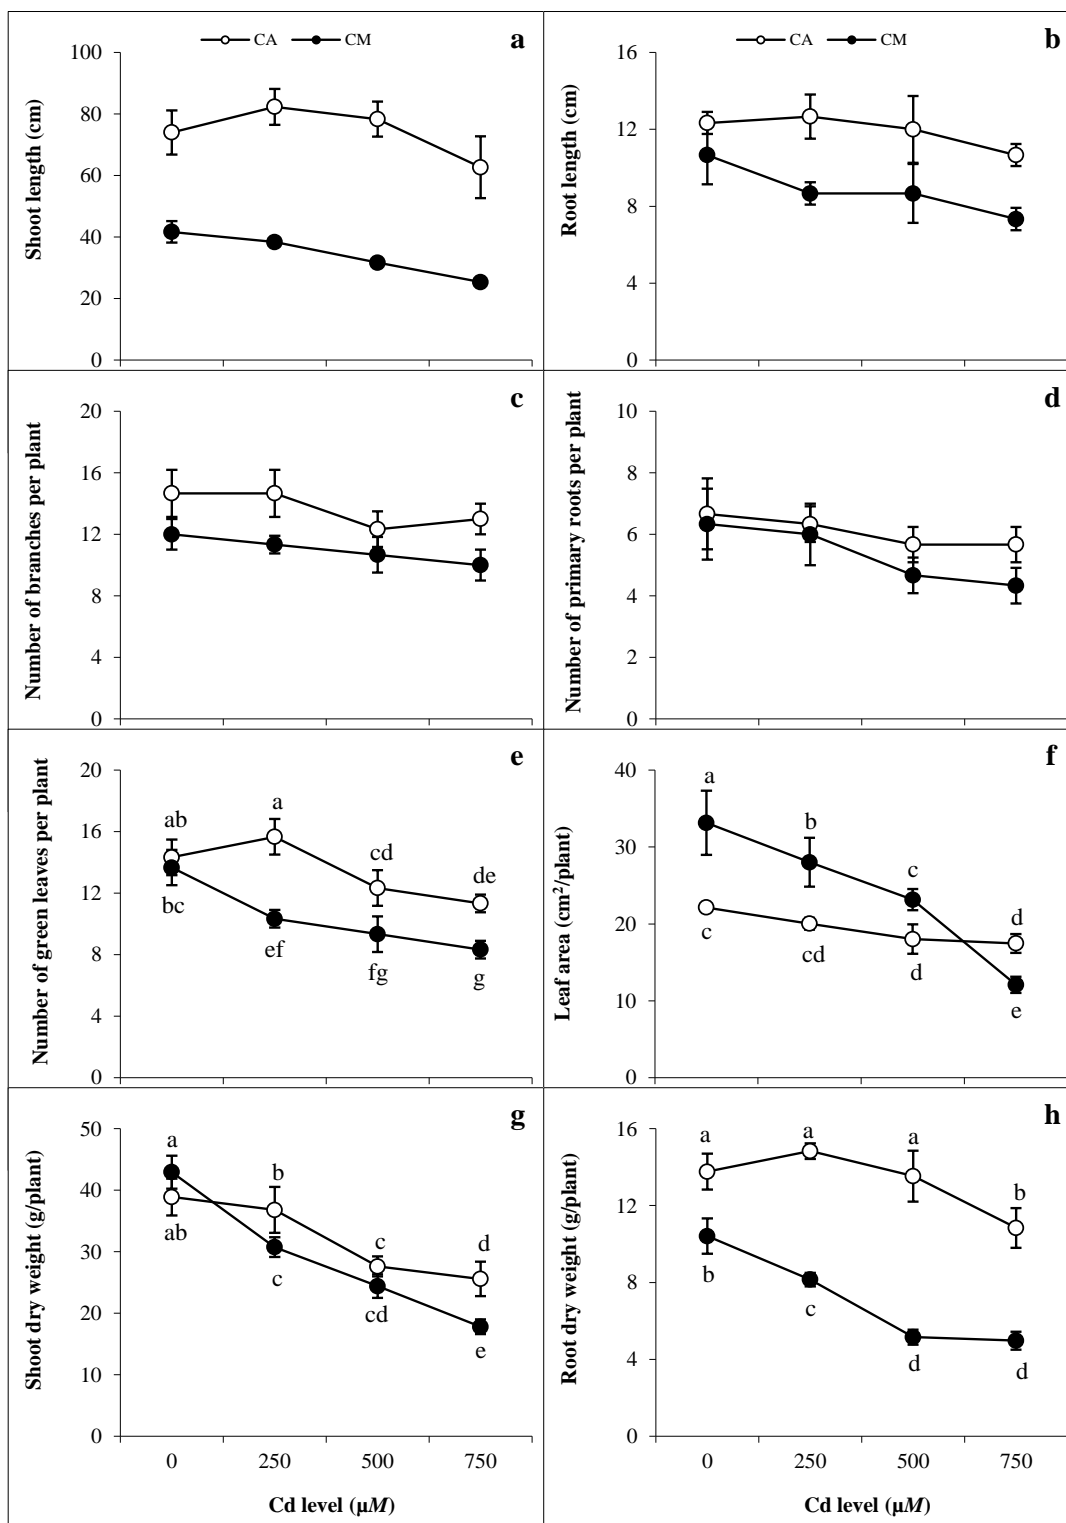 CA CM a
100
80
60
40
20
0
Shoot length (cm)
CA CM b
16
12
8
4
0
Root length (cm)
c
20
16
12
8
4
0
Number of branches per plant
d
10
8
6
4
2
0
Number of primary roots per plant
e
20
16
12
8
4
0
Number of green leaves per plant
ab a cd de
bc ef fg g
f
40
30
20
10
0
Leaf area (cm²/plant)
a b c d
c cd d e
g
50
40
30
20
10
0
Shoot dry weight (g/plant)
a b c d
ab c cd e
0 250 500 750
Cd level (µM)
h
16
12
8
4
0
Root dry weight (g/plant)
a a a b
b c d d
0 250 500 750
Cd level (µM)